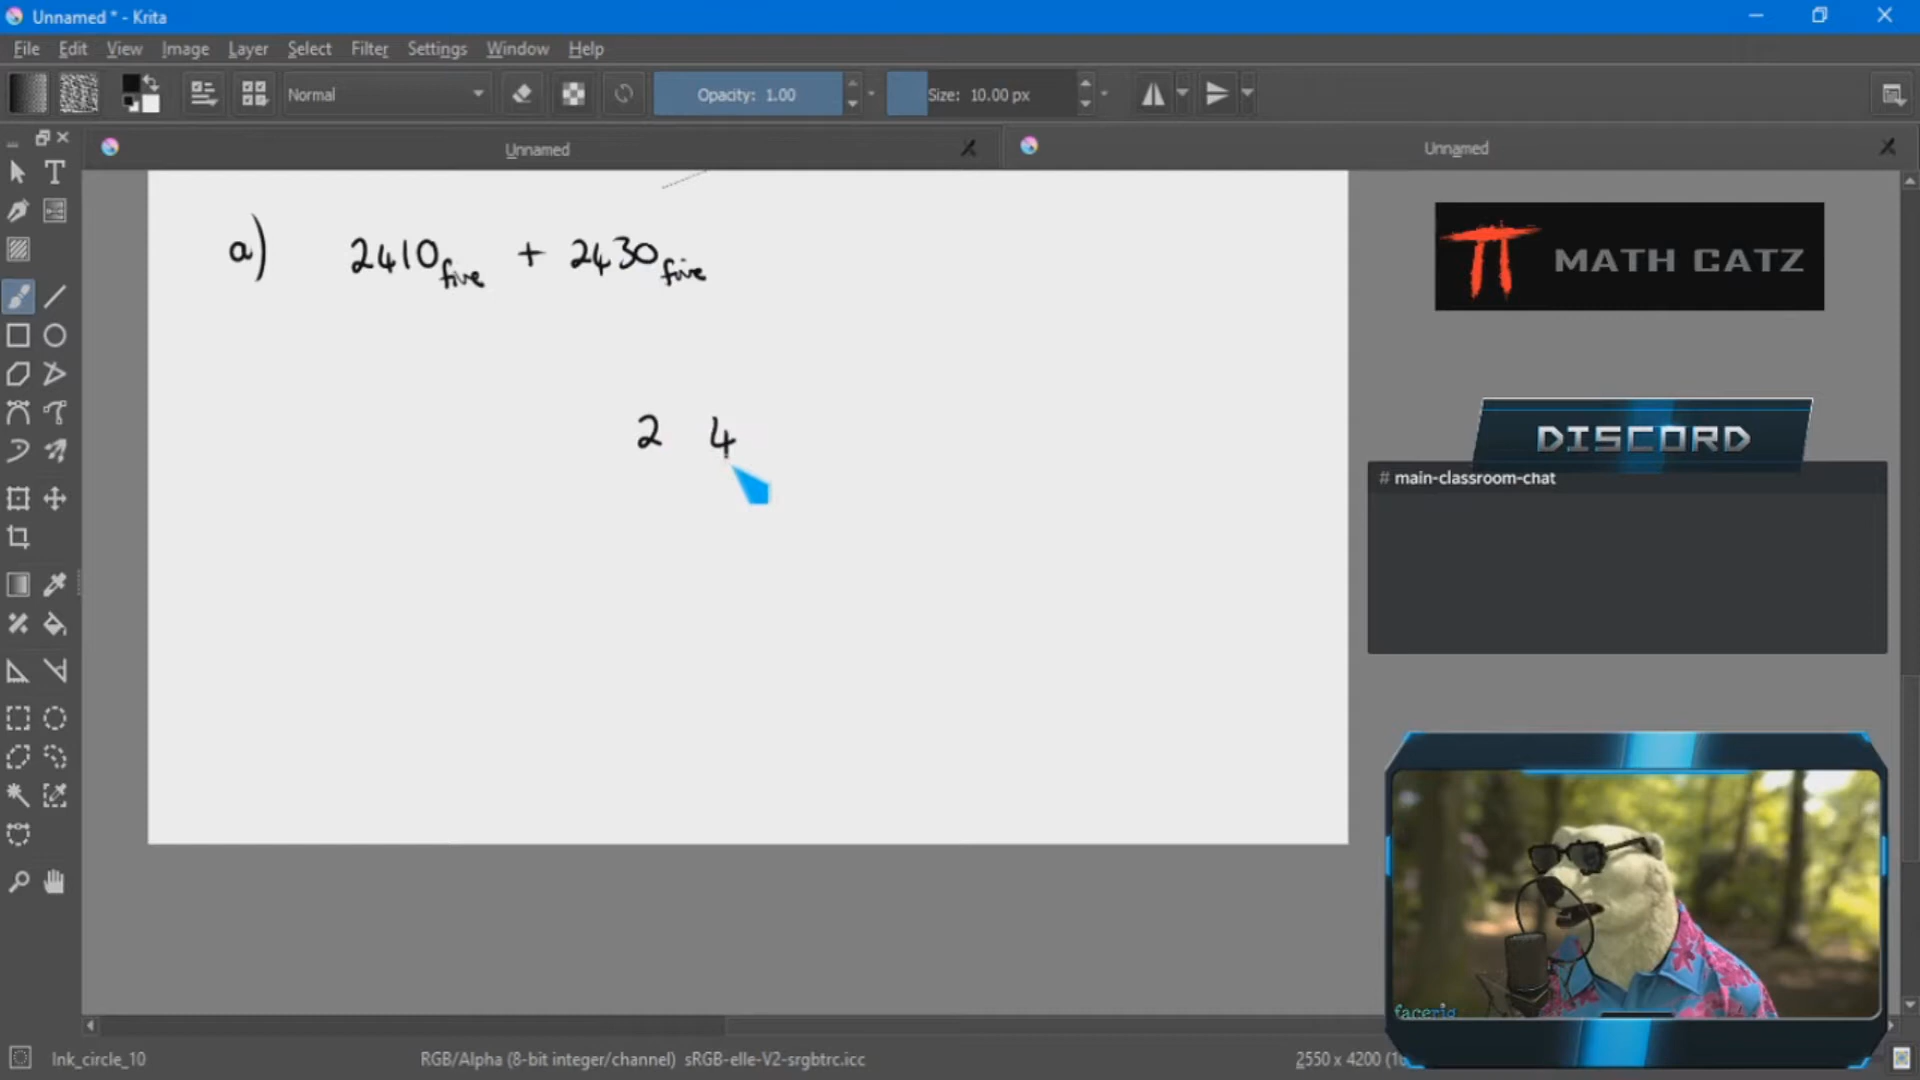 Unnamed * - Krita
File Edit View Image Layer Select Filter Settings Window Help
Normal Opacity: 1.00 Size: 10.00 px
Unnamed Unnamed
a) 2410five + 2430five
2 4
MATH CATZ
DISCORD
# main-classroom-chat
facerig
Ink_circle_10 RGB/Alpha (8-bit integer/channel) sRGB-elle-V2-srgbtrc.icc 2550 x 4200